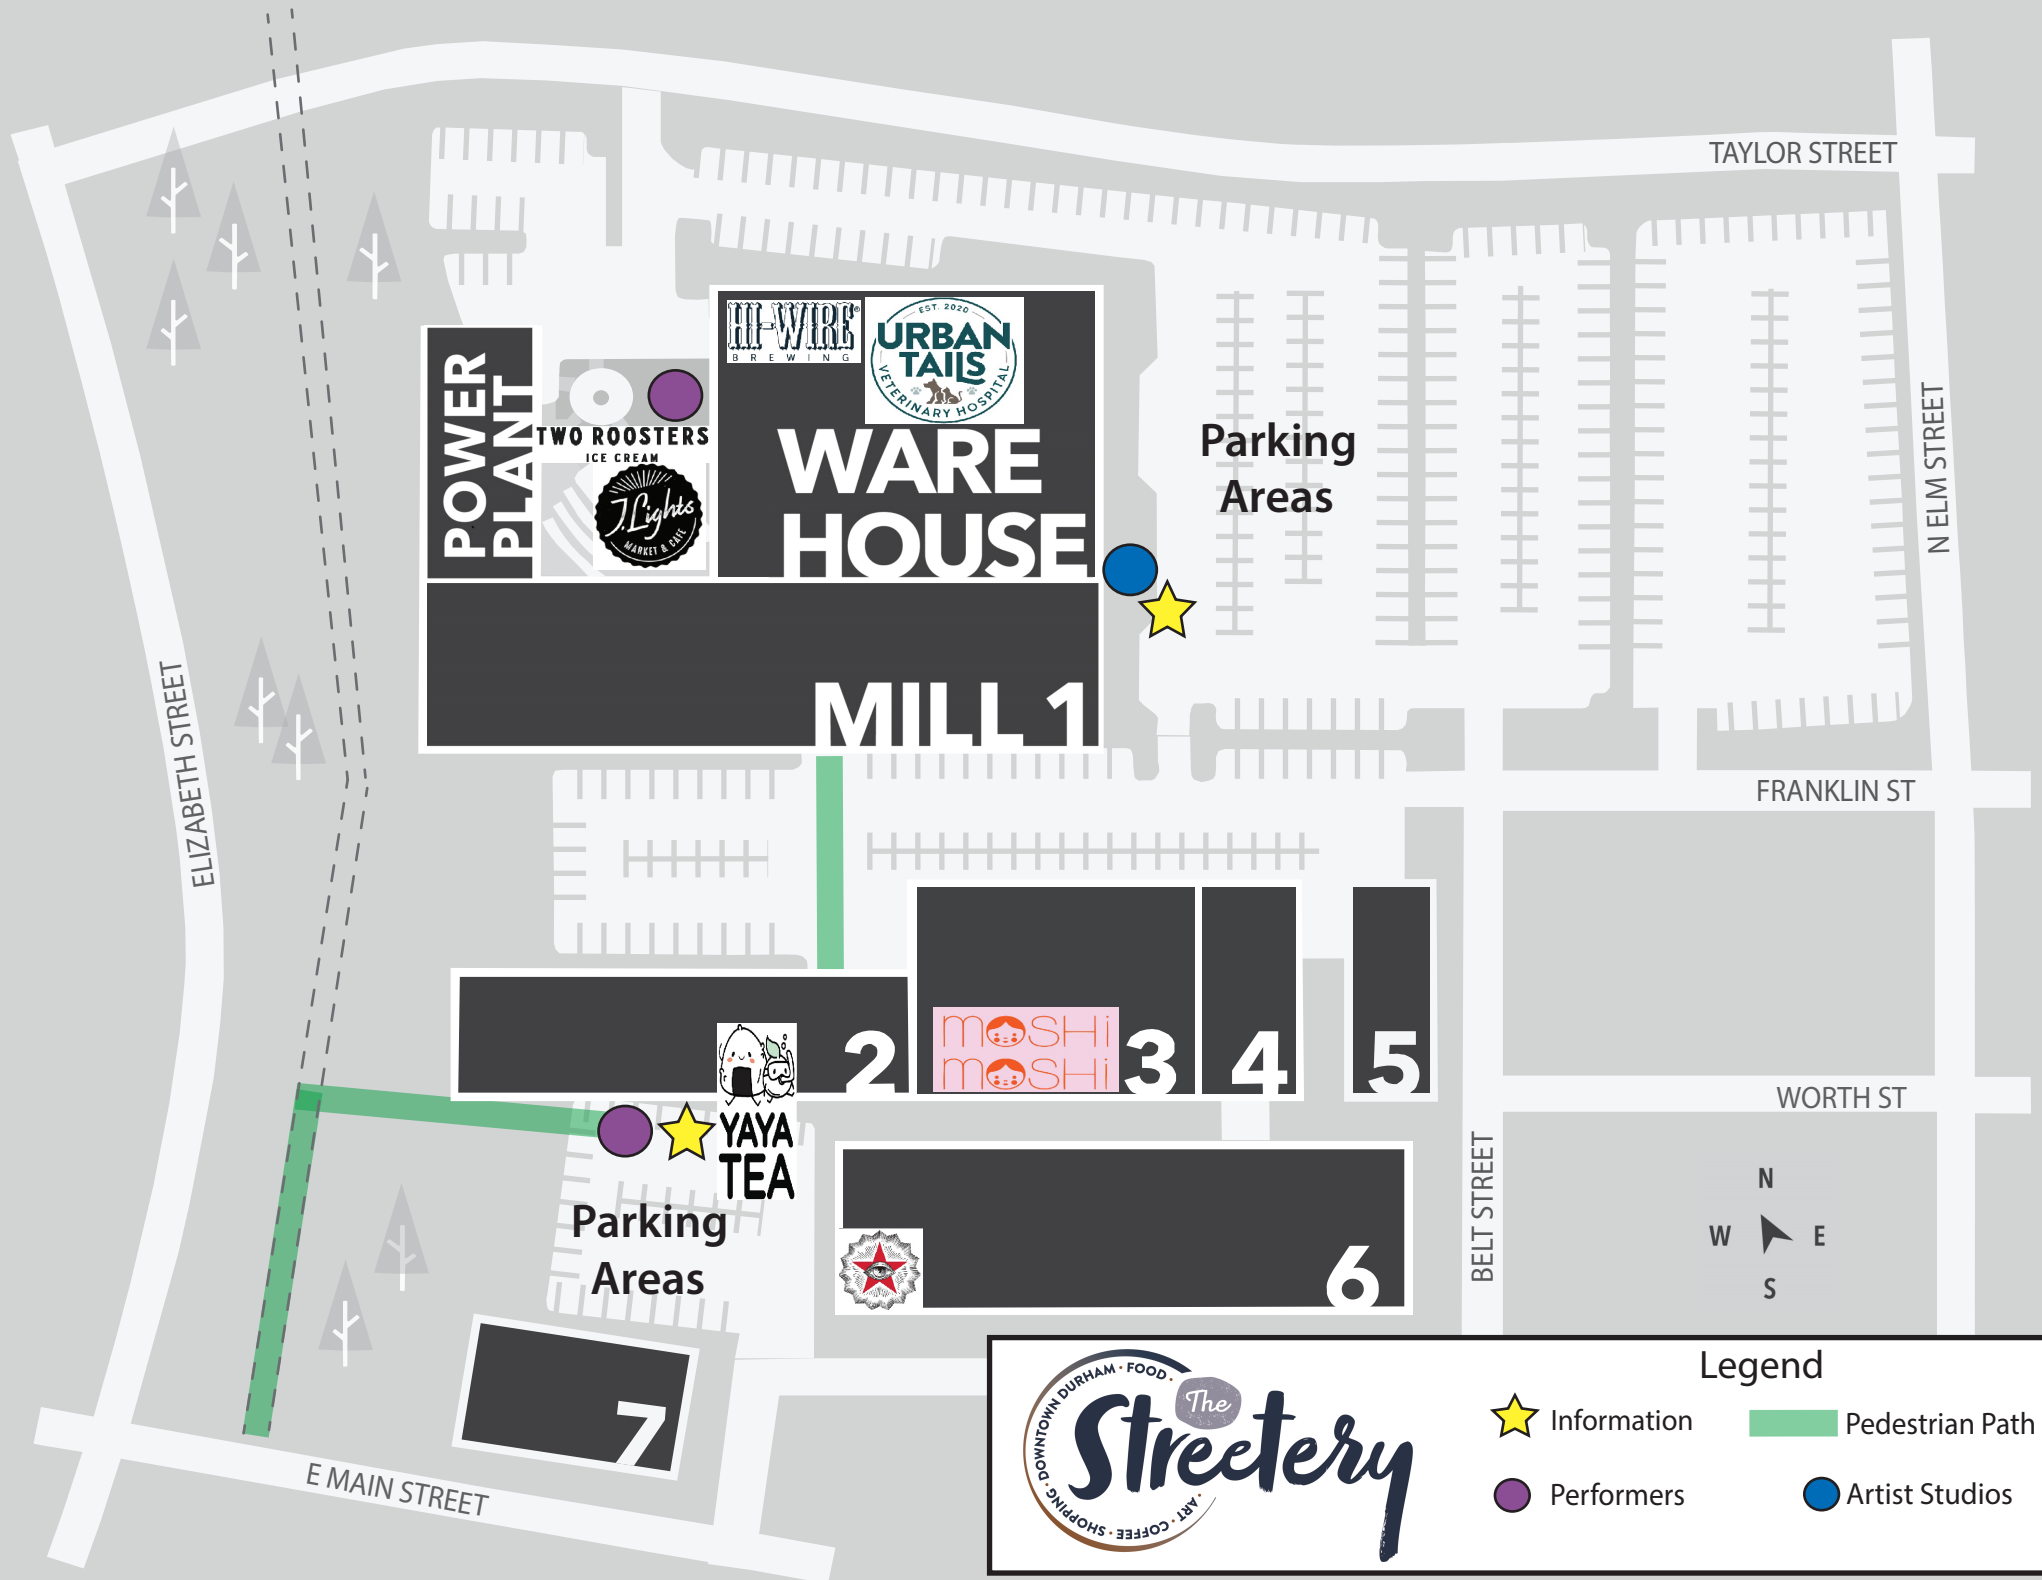 TAYLOR STREET
HI-WIRE®
BREWING
EST. 2020
URBAN
TAILS
VETERINARY HOSPITAL
POWER
PLANT
TWO ROOSTERS
ICE CREAM
J.Lights
MARKET & CAFE
WARE
HOUSE
Parking
Areas
N ELM STREET
MILL 1
ELIZABETH STREET
FRANKLIN ST
2
MOSHi
MOSHi
3
4
5
YAYA
TEA
WORTH ST
BELT STREET
N
W
E
S
Parking
Areas
6
7
E MAIN STREET
DOWNTOWN DURHAM · FOOD ·
The
Streetery
· ART · COFFEE · SHOPPING ·
Legend
Information
Pedestrian Path
Performers
Artist Studios